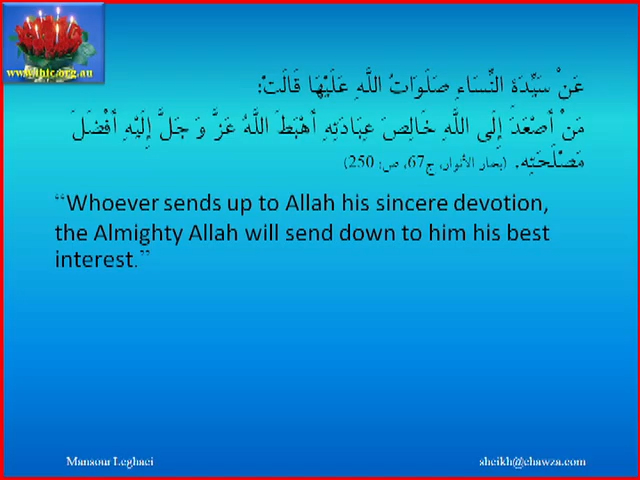 www.ihic.org.au
عَنْ سَيِّدَةِ النِّسَاءِ صَلَوَاتُ اللَّهِ عَلَيْهَا قَالَتْ:
مَنْ أَصْعَدَ إِلَى اللَّهِ خَالِصَ عِبَادَتِهِ أَهْبَطَ اللَّهُ عَزَّ وَ جَلَّ إِلَيْهِ أَفْضَلَ
مَصْلَحَتِهِ. (بحار الأنوار، ج67، ص: 250)
“Whoever sends up to Allah his sincere devotion,
the Almighty Allah will send down to him his best
interest.”
Mansour Leghaei
sheikh@ehawza.com